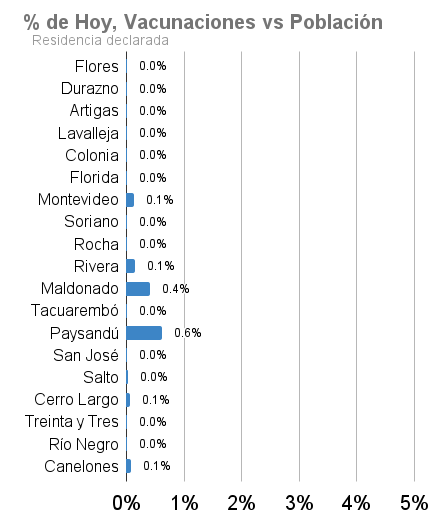 % de Hoy, Vacunaciones vs Población
Residencia declarada
Flores 0.0%
Durazno 0.0%
Artigas 0.0%
Lavalleja 0.0%
Colonia 0.0%
Florida 0.0%
Montevideo 0.1%
Soriano 0.0%
Rocha 0.0%
Rivera 0.1%
Maldonado 0.4%
Tacuarembó 0.0%
Paysandú 0.6%
San José 0.0%
Salto 0.0%
Cerro Largo 0.1%
Treinta y Tres 0.0%
Río Negro 0.0%
Canelones 0.1%
0% 1% 2% 3% 4% 5%